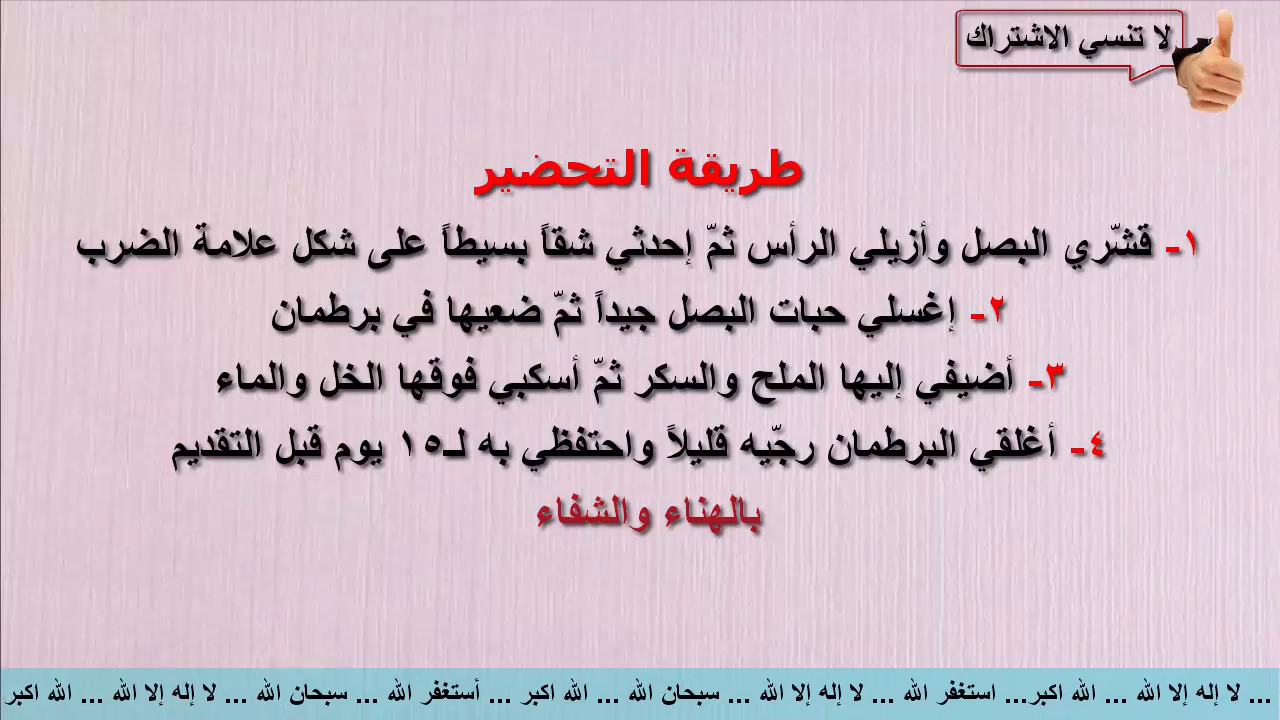 لا تنسي الاشتراك
طريقة التحضير
١- قشّري البصل وأزيلي الرأس ثمّ إحدثي شقاً بسيطاً على شكل علامة الضرب
٢- إغسلي حبات البصل جيداً ثمّ ضعيها في برطمان
٣- أضيفي إليها الملح والسكر ثمّ أسكبي فوقها الخل والماء
٤- أغلقي البرطمان رجّيه قليلاً واحتفظي به لـ١٥ يوم قبل التقديم
بالهناء والشفاء
... لا إله إلا الله ... الله اكبر... استغفر الله ... لا إله إلا الله ... سبحان الله ... الله اكبر ... أستغفر الله ... سبحان الله ... لا إله إلا الله ... الله اكبر